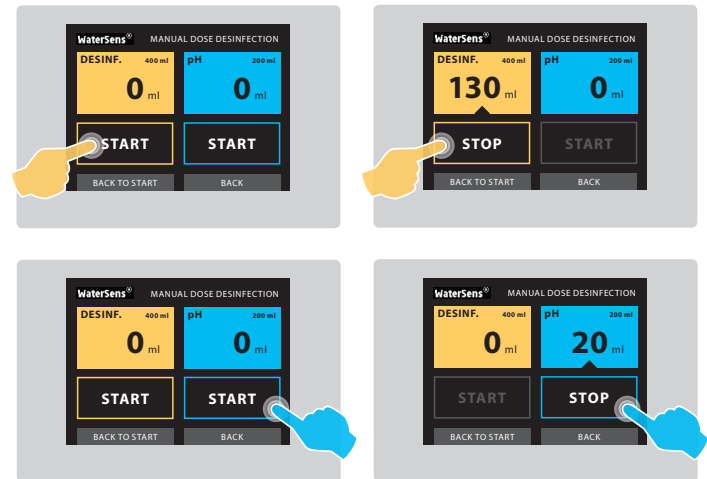 WaterSens® MANUAL DOSE DESINFECTION
DESINF. 400 ml pH 200 ml
0 ml 0 ml
START START
BACK TO START BACK
WaterSens® MANUAL DOSE DESINFECTION
DESINF. 400 ml pH 200 ml
130 ml 0 ml
STOP START
BACK TO START BACK
WaterSens® MANUAL DOSE DESINFECTION
DESINF. 400 ml pH 200 ml
0 ml 0 ml
START START
BACK TO START BACK
WaterSens® MANUAL DOSE DESINFECTION
DESINF. 400 ml pH 200 ml
0 ml 20 ml
START STOP
BACK TO START BACK